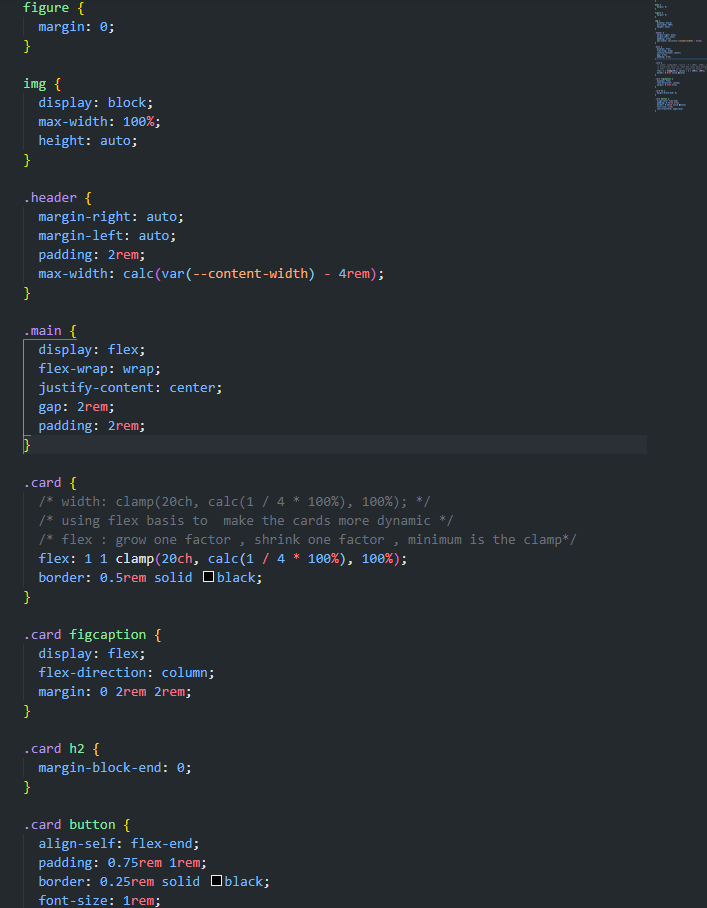 figure {
  margin: 0;
}

img {
  display: block;
  max-width: 100%;
  height: auto;
}

.header {
  margin-right: auto;
  margin-left: auto;
  padding: 2rem;
  max-width: calc(var(--content-width) - 4rem);
}

.main {
  display: flex;
  flex-wrap: wrap;
  justify-content: center;
  gap: 2rem;
  padding: 2rem;
}

.card {
  /* width: clamp(20ch, calc(1 / 4 * 100%), 100%); */
  /* using flex basis to  make the cards more dynamic */
  /* flex : grow one factor , shrink one factor , minimum is the clamp*/
  flex: 1 1 clamp(20ch, calc(1 / 4 * 100%), 100%);
  border: 0.5rem solid black;
}

.card figcaption {
  display: flex;
  flex-direction: column;
  margin: 0 2rem 2rem;
}

.card h2 {
  margin-block-end: 0;
}

.card button {
  align-self: flex-end;
  padding: 0.75rem 1rem;
  border: 0.25rem solid black;
  font-size: 1rem;